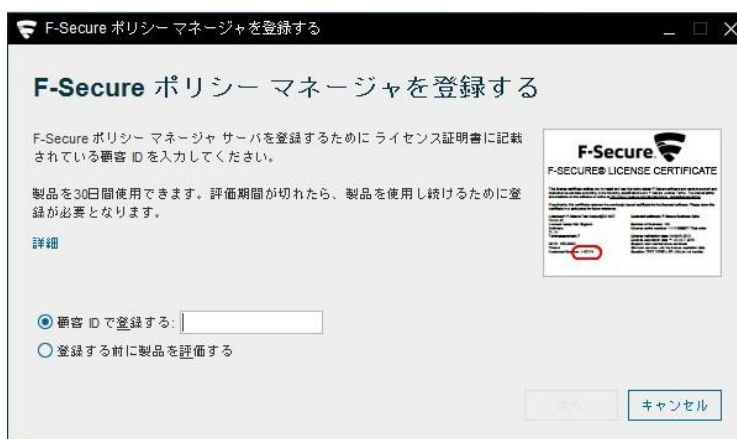 F-Secure ポリシー マネージャを登録する
F-Secure ポリシー マネージャを登録する
F-Secure ポリシー マネージャ サーバを登録するために ライセンス証明書に記載
されている顧客 ID を入力してください。
製品を30日間使用できます。評価期間が切れたら、製品を使用し続けるために登
録が必要となります。
詳細
F-Secure.
F-SECURE® LICENSE CERTIFICATE
顧客 ID で登録する:
登録する前に製品を評価する
次へ
キャンセル